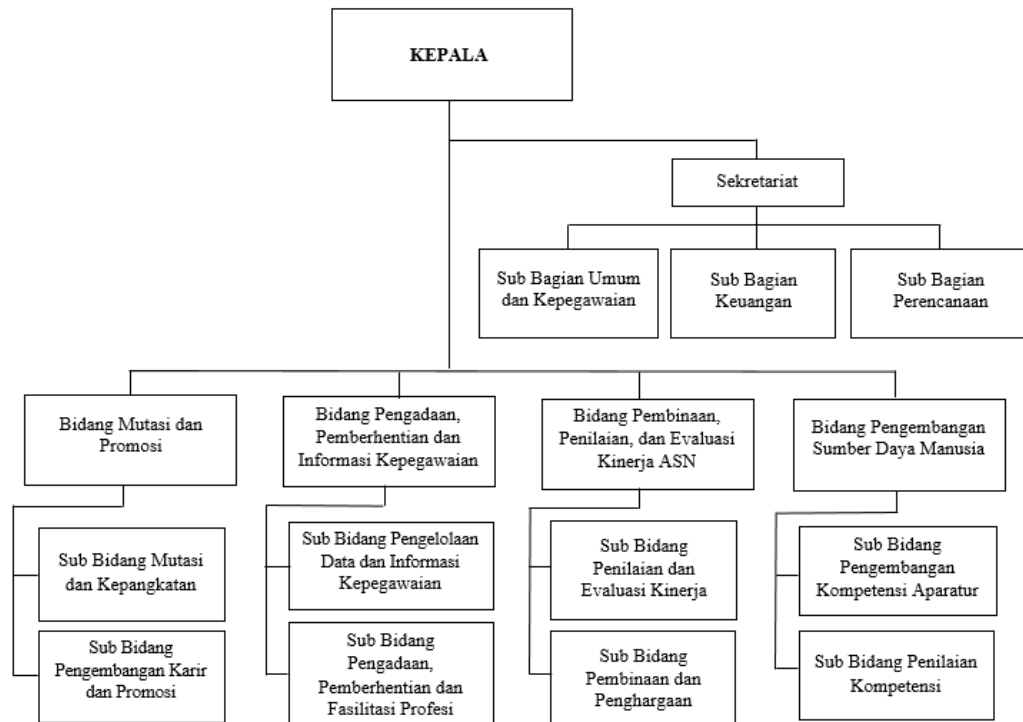 KEPALA
Sekretariat
Sub Bagian Umum
dan Kepegawaian
Sub Bagian
Keuangan
Sub Bagian
Perencanaan
Bidang Mutasi dan
Promosi
Bidang Pengadaan,
Pemberhentian dan
Informasi Kepegawaian
Bidang Pembinaan,
Penilaian, dan Evaluasi
Kinerja ASN
Bidang Pengembangan
Sumber Daya Manusia
Sub Bidang Mutasi
dan Kepangkatan
Sub Bidang Pengelolaan
Data dan Informasi
Kepegawaian
Sub Bidang
Penilaian dan
Evaluasi Kinerja
Sub Bidang
Pengembangan
Kompetensi Aparatur
Sub Bidang
Pengembangan Karir
dan Promosi
Sub Bidang
Pengadaan,
Pemberhentian dan
Fasilitasi Profesi
Sub Bidang
Pembinaan dan
Penghargaan
Sub Bidang Penilaian
Kompetensi